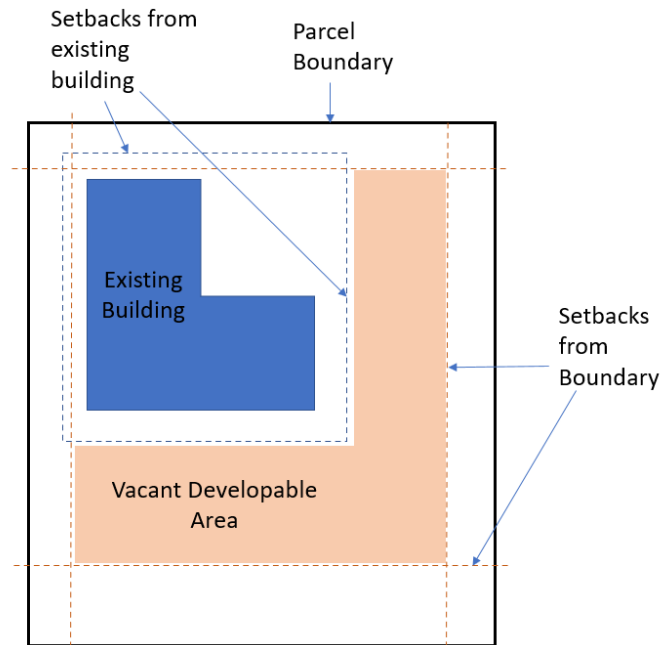 Setbacks from
existing
building
Parcel
Boundary
Existing
Building
Setbacks
from
Boundary
Vacant Developable
Area